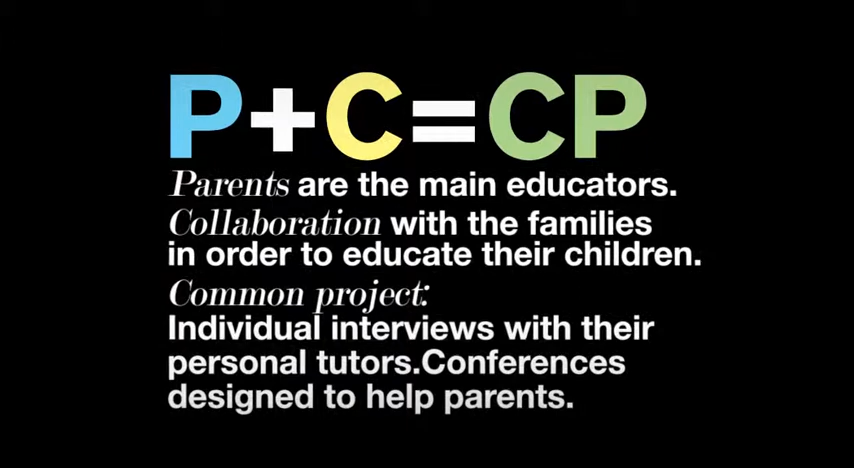 P+C=CP
Parents are the main educators.
Collaboration with the families
in order to educate their children.
Common project:
Individual interviews with their
personal tutors.Conferences
designed to help parents.